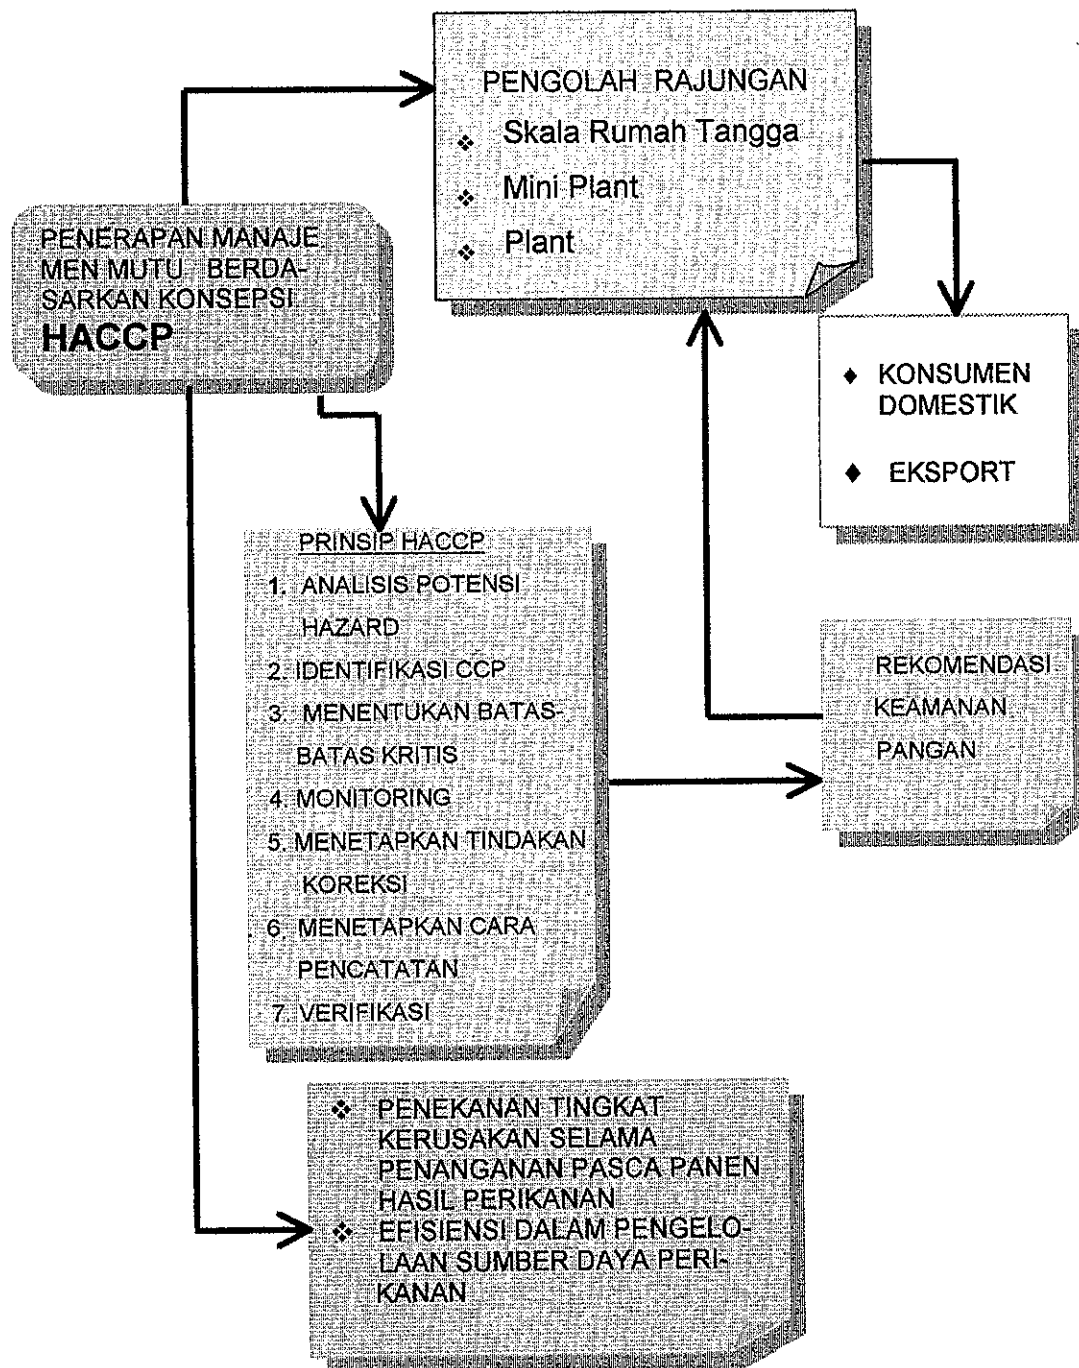 PENGOLAH RAJUNGAN
❖ Skala Rumah Tangga
❖ Mini Plant
❖ Plant
PENERAPAN MANAJE
MEN MUTU BERDA-
SARKAN KONSEPSI
HACCP
♦ KONSUMEN
DOMESTIK
♦ EKSPORT
PRINSIP HACCP
1. ANALISIS POTENSI
HAZARD
2. IDENTIFIKASI CCP
3. MENENTUKAN BATAS-
BATAS KRITIS
4. MONITORING
5. MENETAPKAN TINDAKAN
KOREKSI
6. MENETAPKAN CARA
PENCATATAN
7. VERIFIKASI
REKOMENDASI
KEAMANAN
PANGAN
❖ PENEKANAN TINGKAT
KERUSAKAN SELAMA
PENANGANAN PASCA PANEN
HASIL PERIKANAN
❖ EFISIENSI DALAM PENGELO-
LAAN SUMBER DAYA PERI-
KANAN